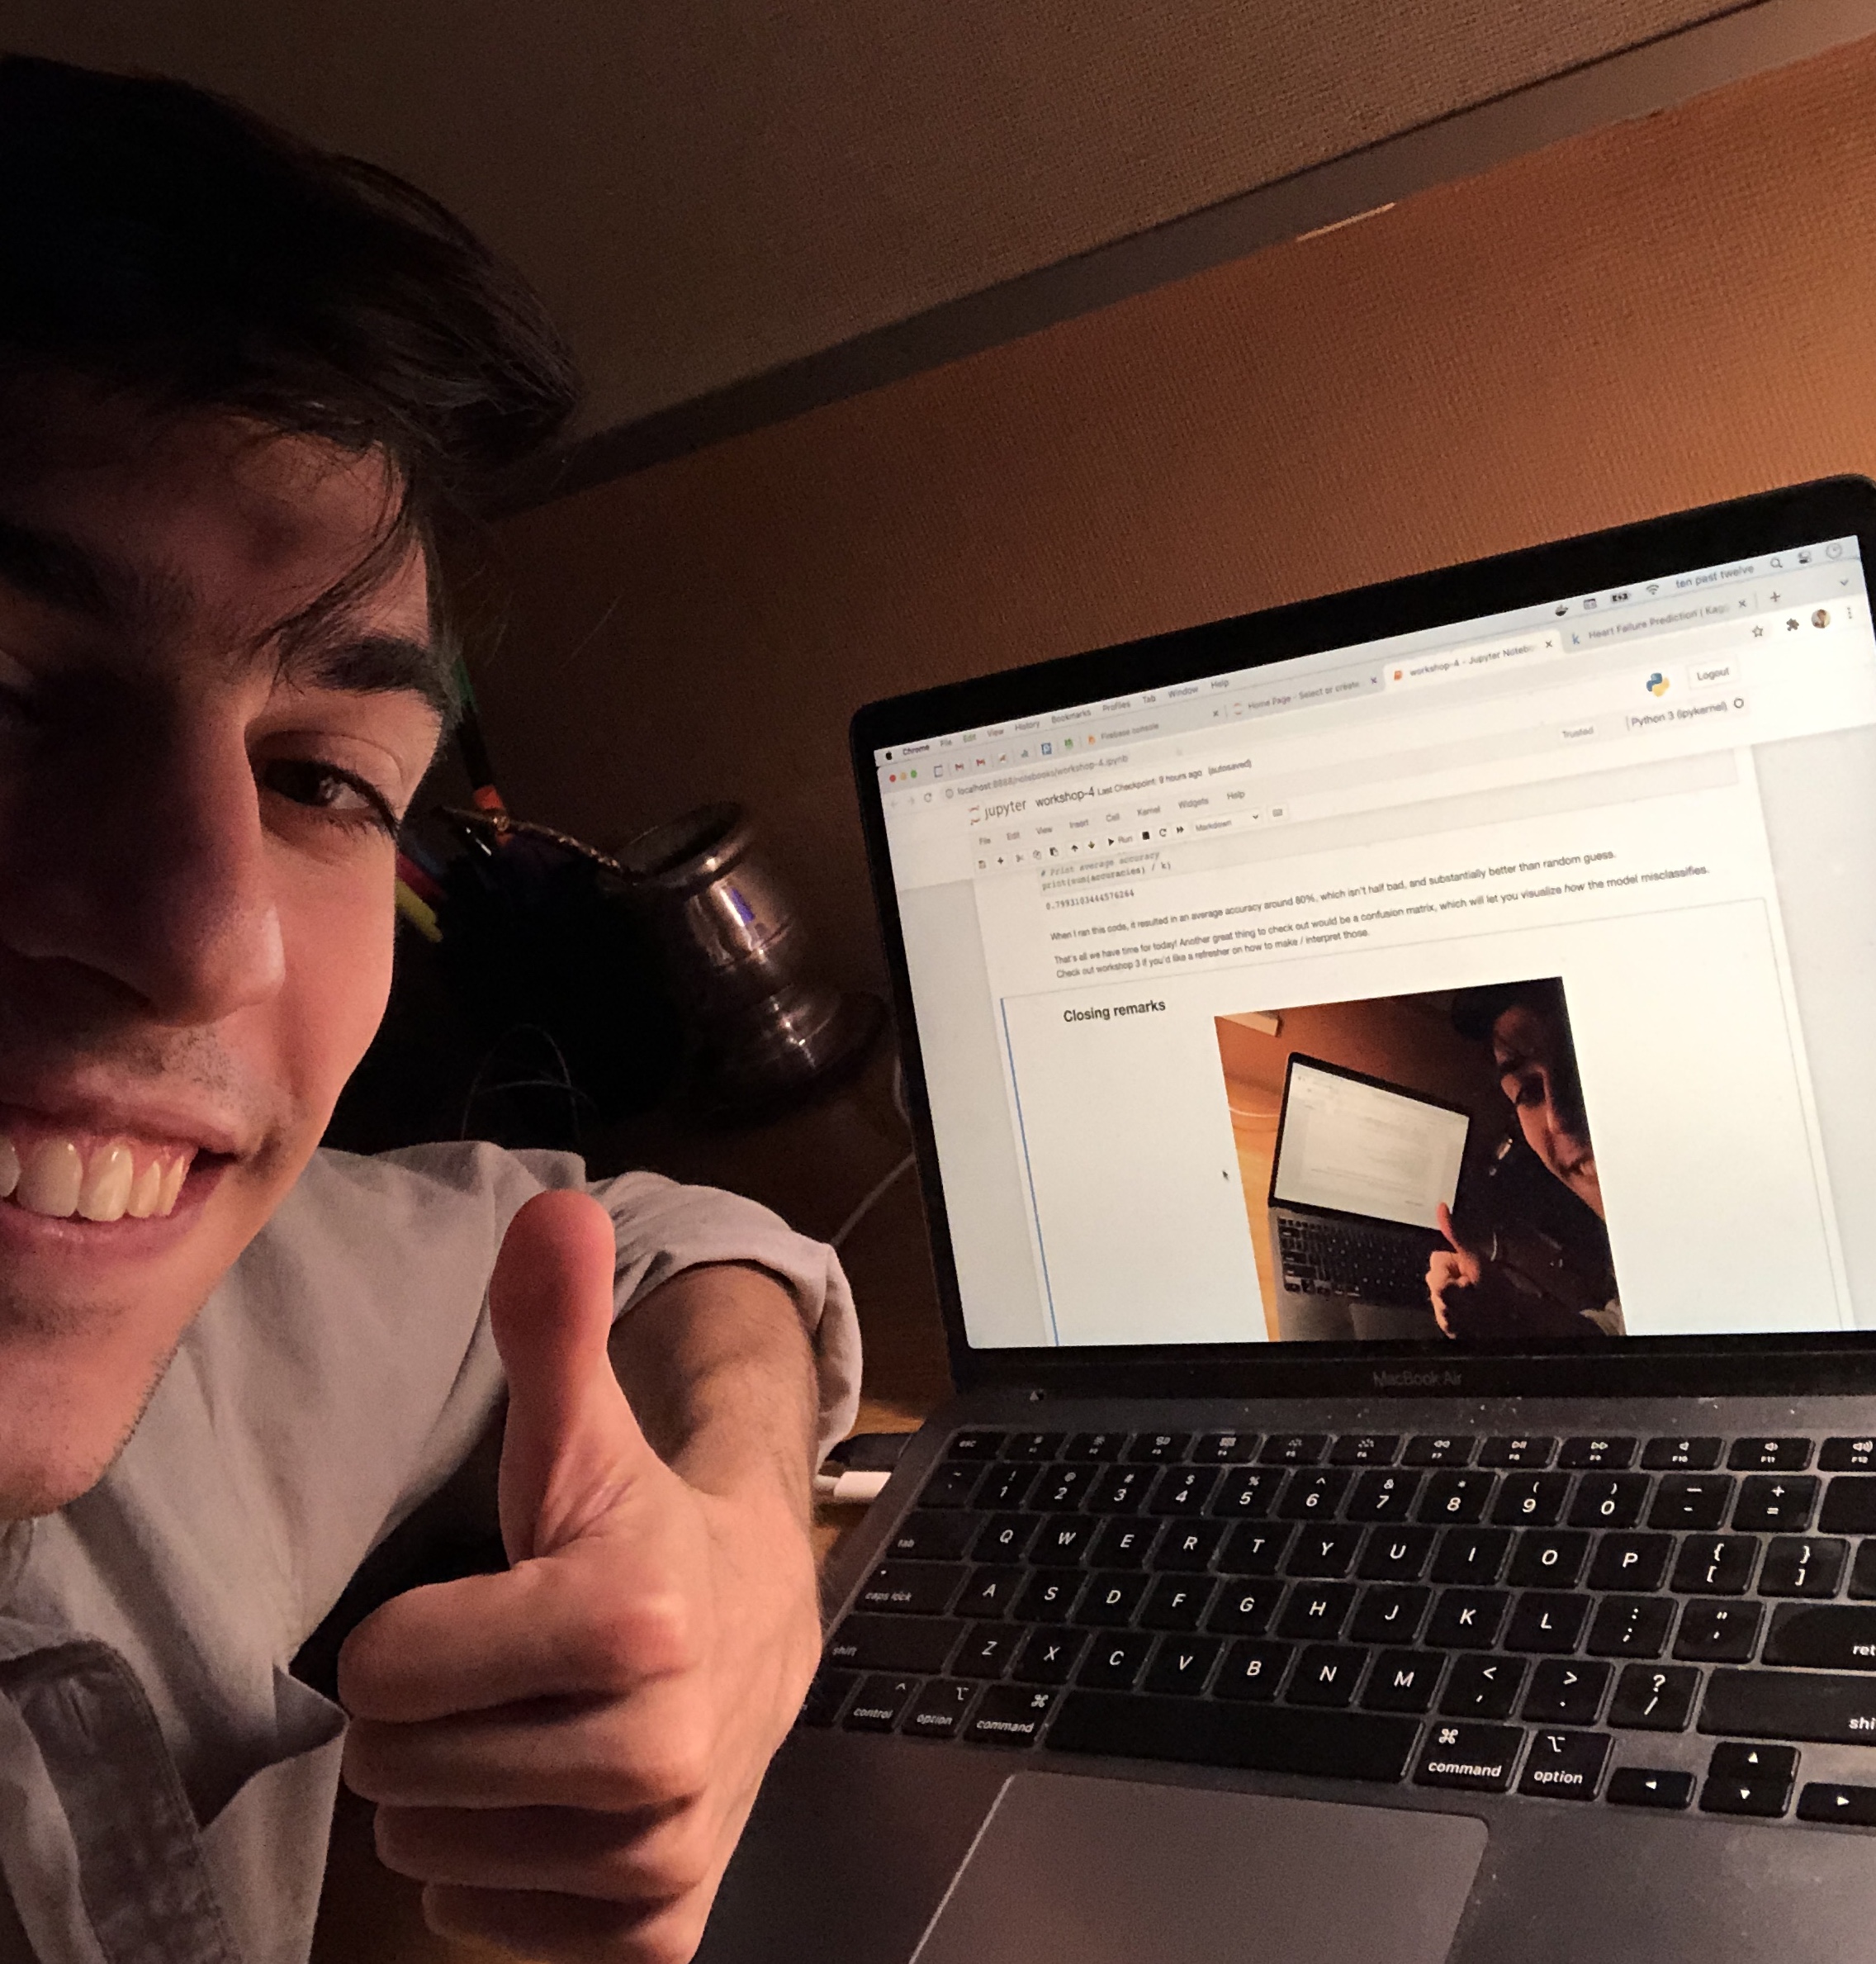 Chrome File Edit View History Bookmarks Profiles Tab Window Help
ten past twelve
Firebase console
Home Page - Select or create
workshop-4 - Jupyter Notebo
Heart Failure Prediction | Kag
localhost:8888/notebooks/workshop-4.ipynb
jupyter workshop-4 Last Checkpoint: 9 hours ago (autosaved)
Logout
File Edit View Insert Cell Kernel Widgets Help
Trusted
Python 3 (ipykernel)
Run
Markdown
# Print average accuracy
print(sum(accuracies) / k)
0.7993103444576264
When I ran this code, it resulted in an average accuracy around 80%, which isn't half bad, and substantially better than random guess.
That's all we have time for today! Another great thing to check out would be a confusion matrix, which will let you visualize how the model misclassifies.
Check out workshop 3 if you'd like a refresher on how to make / interpret those.
Closing remarks
MacBook Air
esc F10 F11 F12
~ ! @ # $ % ^ & * ( ) — +
1 2 3 4 5 6 7 8 9 0 - =
tab Q W E R T Y U I O P { [ } ]
caps lock A S D F G H J K L : ; " ' ret
shift Z X C V B N M < , > . ? / shi
control option command command option